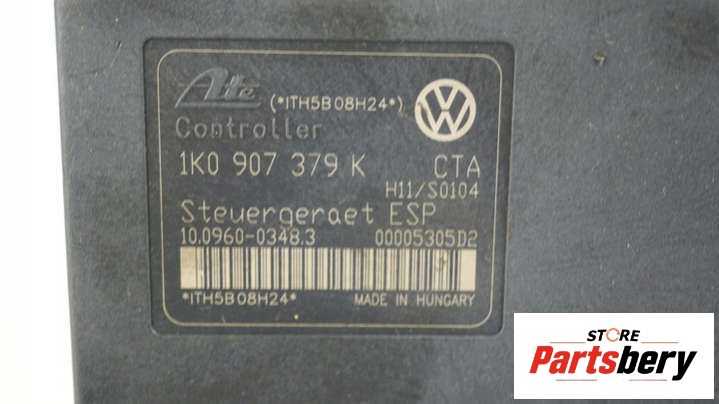 Ate (*ITH5B08H24*)
Controller
1K0 907 379 K CTA
H11/S0104
Steuergeraet ESP
10.0960-0348.3 00005305D2
*ITH5B08H24* MADE IN HUNGARY
STORE
Partsbery